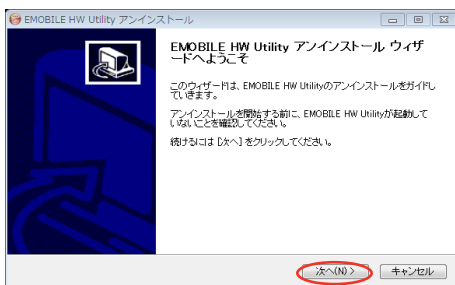 EMOBILE HW Utility アンインストール
EMOBILE HW Utility アンインストール ウィザ
ードへようこそ
このウィザードは、EMOBILE HW Utilityのアンインストールをガイドし
ていきます。
アンインストールを開始する前に、EMOBILE HW Utilityが起動して
いないことを確認してください。
続けるには [次へ] をクリックしてください。
次へ(N) >
キャンセル